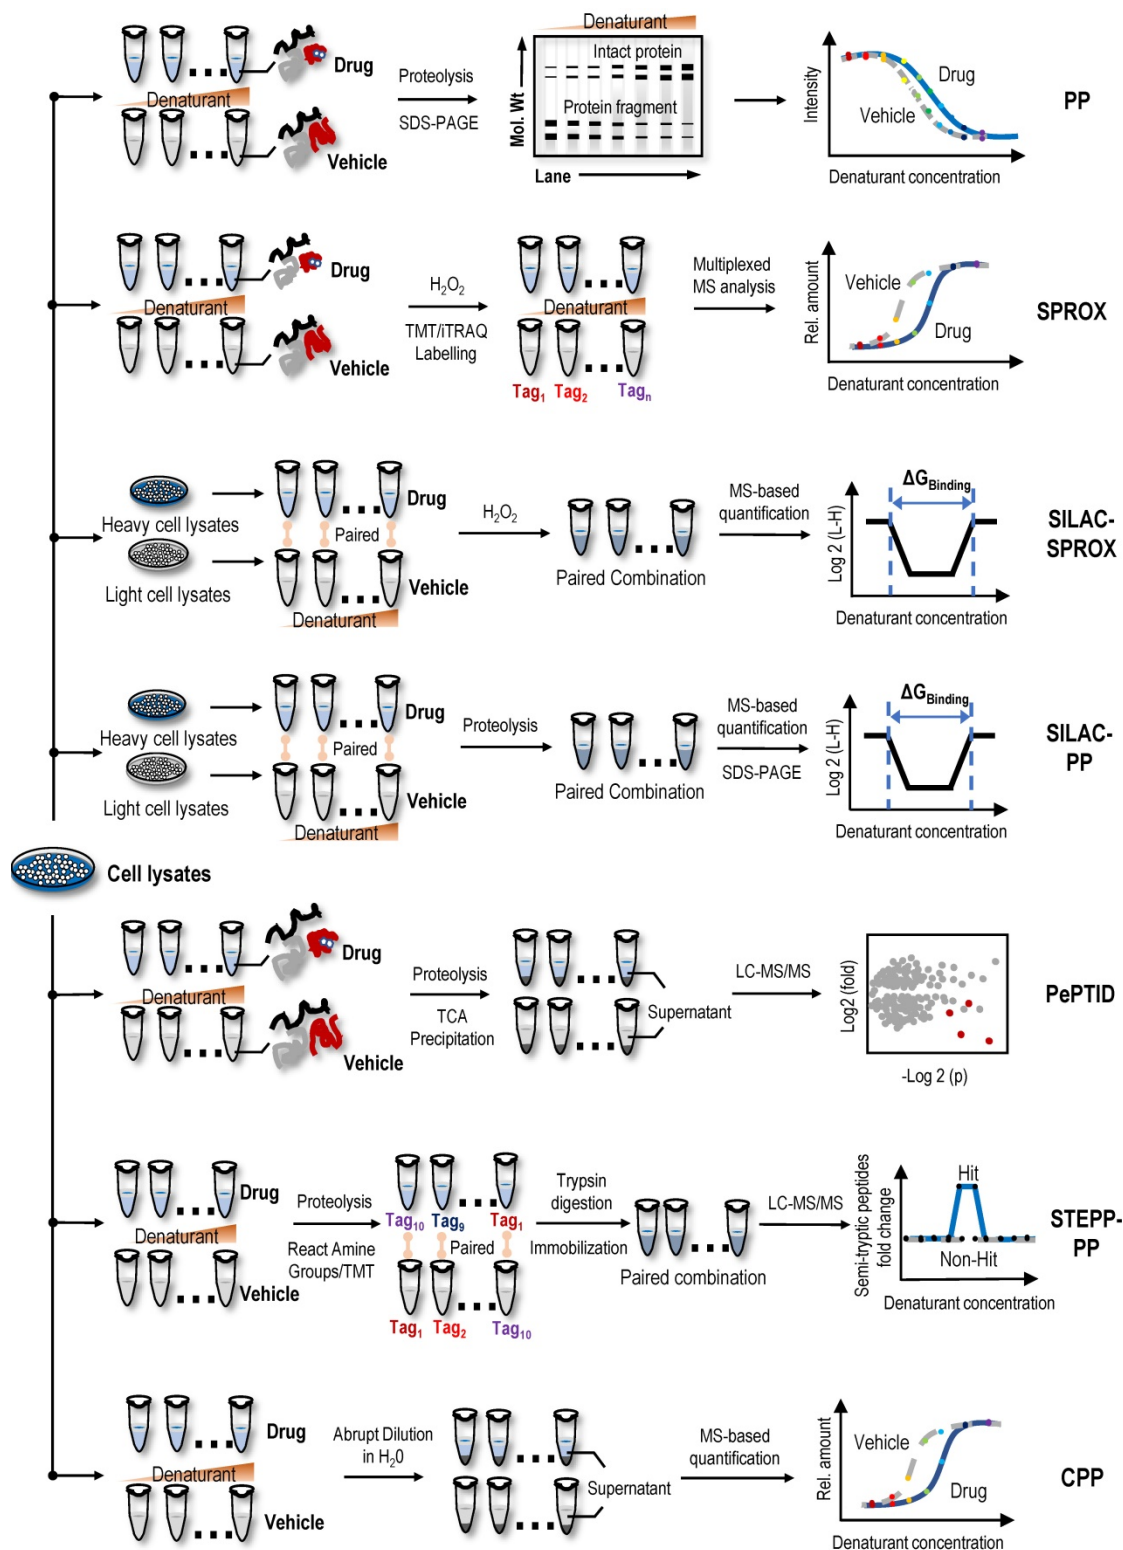 Denaturant
Drug
Denaturant
Vehicle
Proteolysis
SDS-PAGE
Mol. Wt
Intact protein
Protein fragment
Lane
Intensity
Drug
Vehicle
Denaturant concentration
PP
Drug
Denaturant
Vehicle
H₂O₂
TMT/iTRAQ
Labelling
Denaturant
Tag₁ Tag₂ Tagₙ
Multiplexed
MS analysis
Rel. amount
Vehicle
Drug
Denaturant concentration
SPROX
Heavy cell lysates
Light cell lysates
Drug
Paired
Vehicle
Denaturant
H₂O₂
Paired Combination
MS-based
quantification
Log 2 (L-H)
ΔG_Binding
Denaturant concentration
SILAC-
SPROX
Heavy cell lysates
Light cell lysates
Drug
Paired
Vehicle
Denaturant
Proteolysis
Paired Combination
MS-based
quantification
SDS-PAGE
Log 2 (L-H)
ΔG_Binding
Denaturant concentration
SILAC-
PP
Cell lysates
Drug
Denaturant
Vehicle
Proteolysis
TCA
Precipitation
Supernatant
LC-MS/MS
Log2 (fold)
-Log 2 (p)
PePTID
Drug
Denaturant
Vehicle
Proteolysis
React Amine
Groups/TMT
Tag₁₀ Tag₉ Tag₁
Paired
Tag₁ Tag₂ Tag₁₀
Trypsin
digestion
Immobilization
Paired combination
LC-MS/MS
Semi-tryptic peptides
fold change
Hit
Non-Hit
Denaturant concentration
STEPP-
PP
Drug
Denaturant
Vehicle
Abrupt Dilution
in H₂0
Supernatant
MS-based
quantification
Rel. amount
Vehicle
Drug
Denaturant concentration
CPP